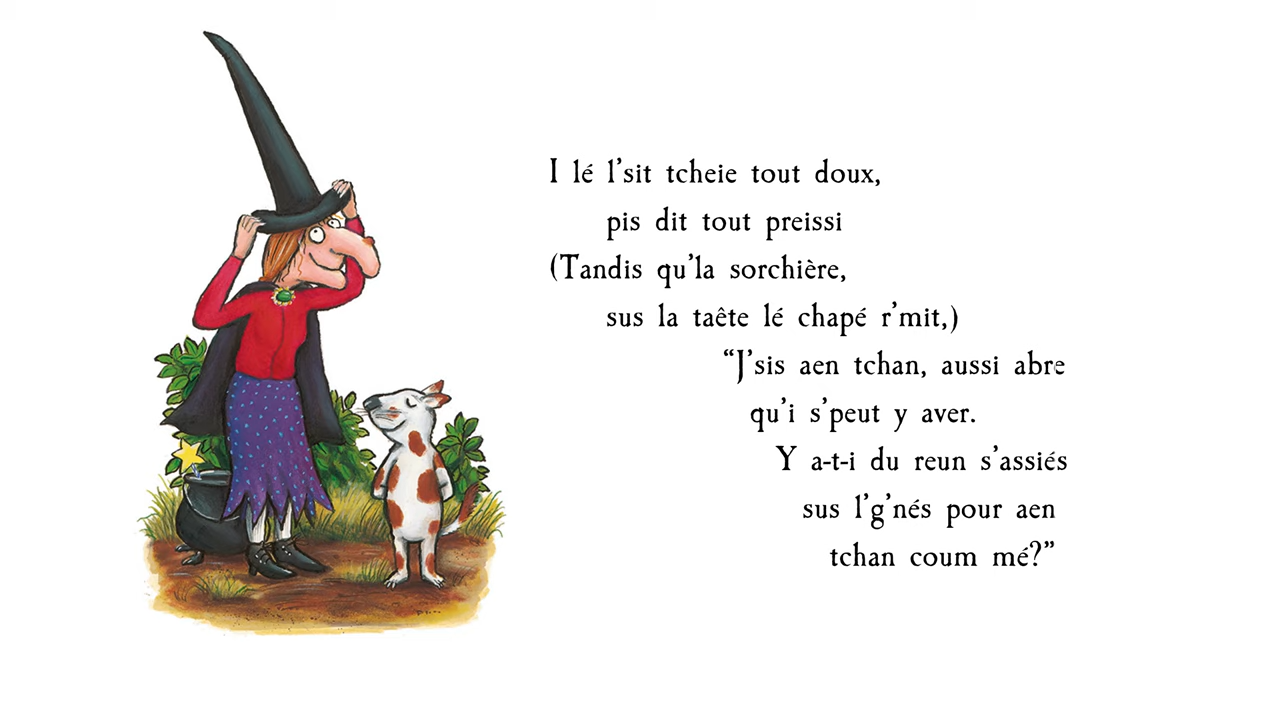 I lé l'sit tcheie tout doux,
pis dit tout preissi
(Tandis qu'la sorchière,
sus la taête lé chapé r'mit,)
“J'sis aen tchan, aussi abre
qu'i s'peut y aver.
Y a-t-i du reun s'assiés
sus l'g'nés pour aen
tchan coum mé?”